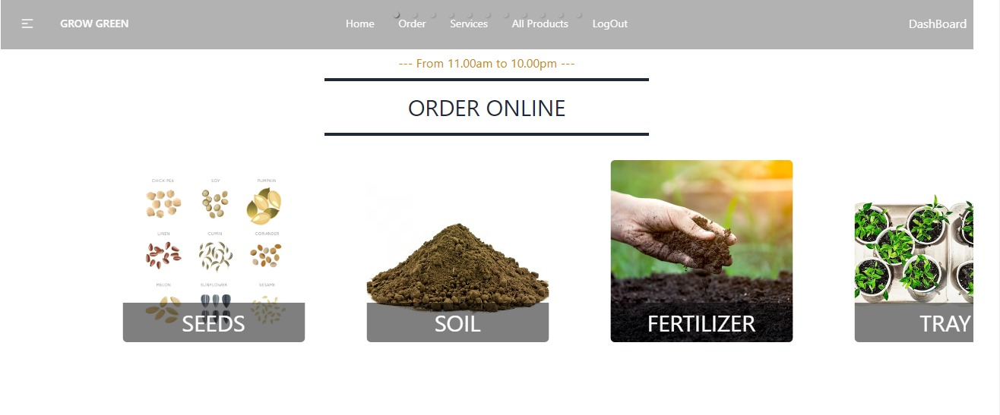 GROW GREEN
Home Order Services All Products LogOut
DashBoard
--- From 11.00am to 10.00pm ---
ORDER ONLINE
CHICK-PEA SOY PUMPKIN
LINEN CUMIN CORIANDER
MELON SUNFLOWER SESAME
SEEDS
SOIL
FERTILIZER
TRAY